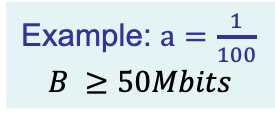 Example: a = 1/100
B ≥ 50Mbits